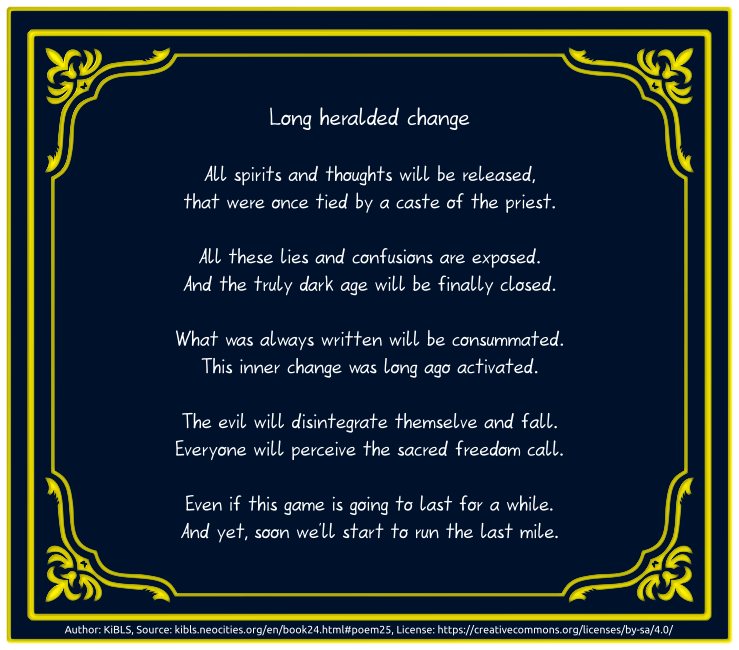 Long heralded change
All spirits and thoughts will be released,
that were once tied by a caste of the priest.
All these lies and confusions are exposed.
And the truly dark age will be finally closed.
What was always written will be consummated.
This inner change was long ago activated.
The evil will disintegrate themselve and fall.
Everyone will perceive the sacred freedom call.
Even if this game is going to last for a while.
And yet, soon we'll start to run the last mile.
Author: KiBLS, Source: kibls.neocities.org/en/book24.html#poem25, License: https://creativecommons.org/licenses/by-sa/4.0/